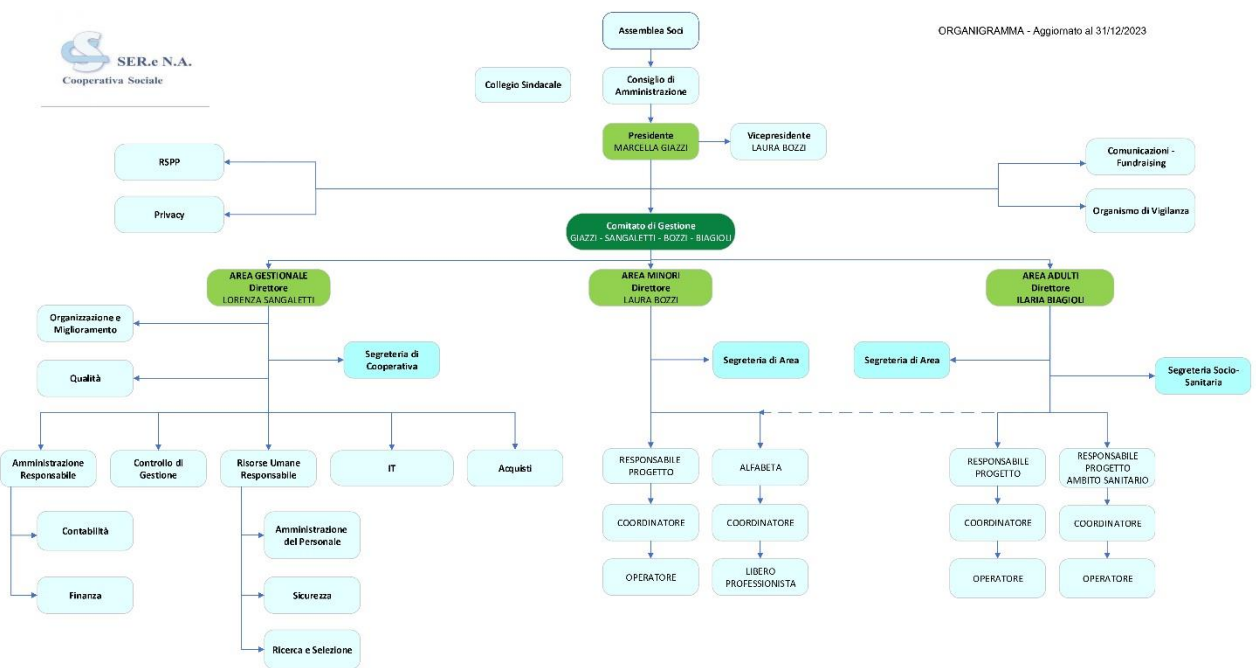 Assemblea Soci
ORGANIGRAMMA - Aggiornato al 31/12/2023
SER.e N.A.
Cooperativa Sociale
Collegio Sindacale
Consiglio di
Amministrazione
Presidente
MARCELLA GIAZZI
Vicepresidente
LAURA BOZZI
RSPP
Comunicazioni -
Fundraising
Privacy
Organismo di Vigilanza
Comitato di Gestione
GIAZZI - SANGALETTI - BOZZI - BIAGIOLI
AREA GESTIONALE
Direttore
LORENZA SANGALETTI
AREA MINORI
Direttore
LAURA BOZZI
AREA ADULTI
Direttore
ILARIA BIAGIOLI
Organizzazione e
Miglioramento
Segreteria di
Cooperativa
Segreteria di Area
Segreteria di Area
Qualità
Segreteria Socio-
Sanitaria
Amministrazione
Responsabile
Controllo di
Gestione
Risorse Umane
Responsabile
IT
Acquisti
RESPONSABILE
PROGETTO
ALFABETA
RESPONSABILE
PROGETTO
RESPONSABILE
PROGETTO
AMBITO SANITARIO
Contabilità
Amministrazione
del Personale
COORDINATORE
COORDINATORE
COORDINATORE
COORDINATORE
Finanza
Sicurezza
OPERATORE
LIBERO
PROFESSIONISTA
OPERATORE
OPERATORE
Ricerca e Selezione